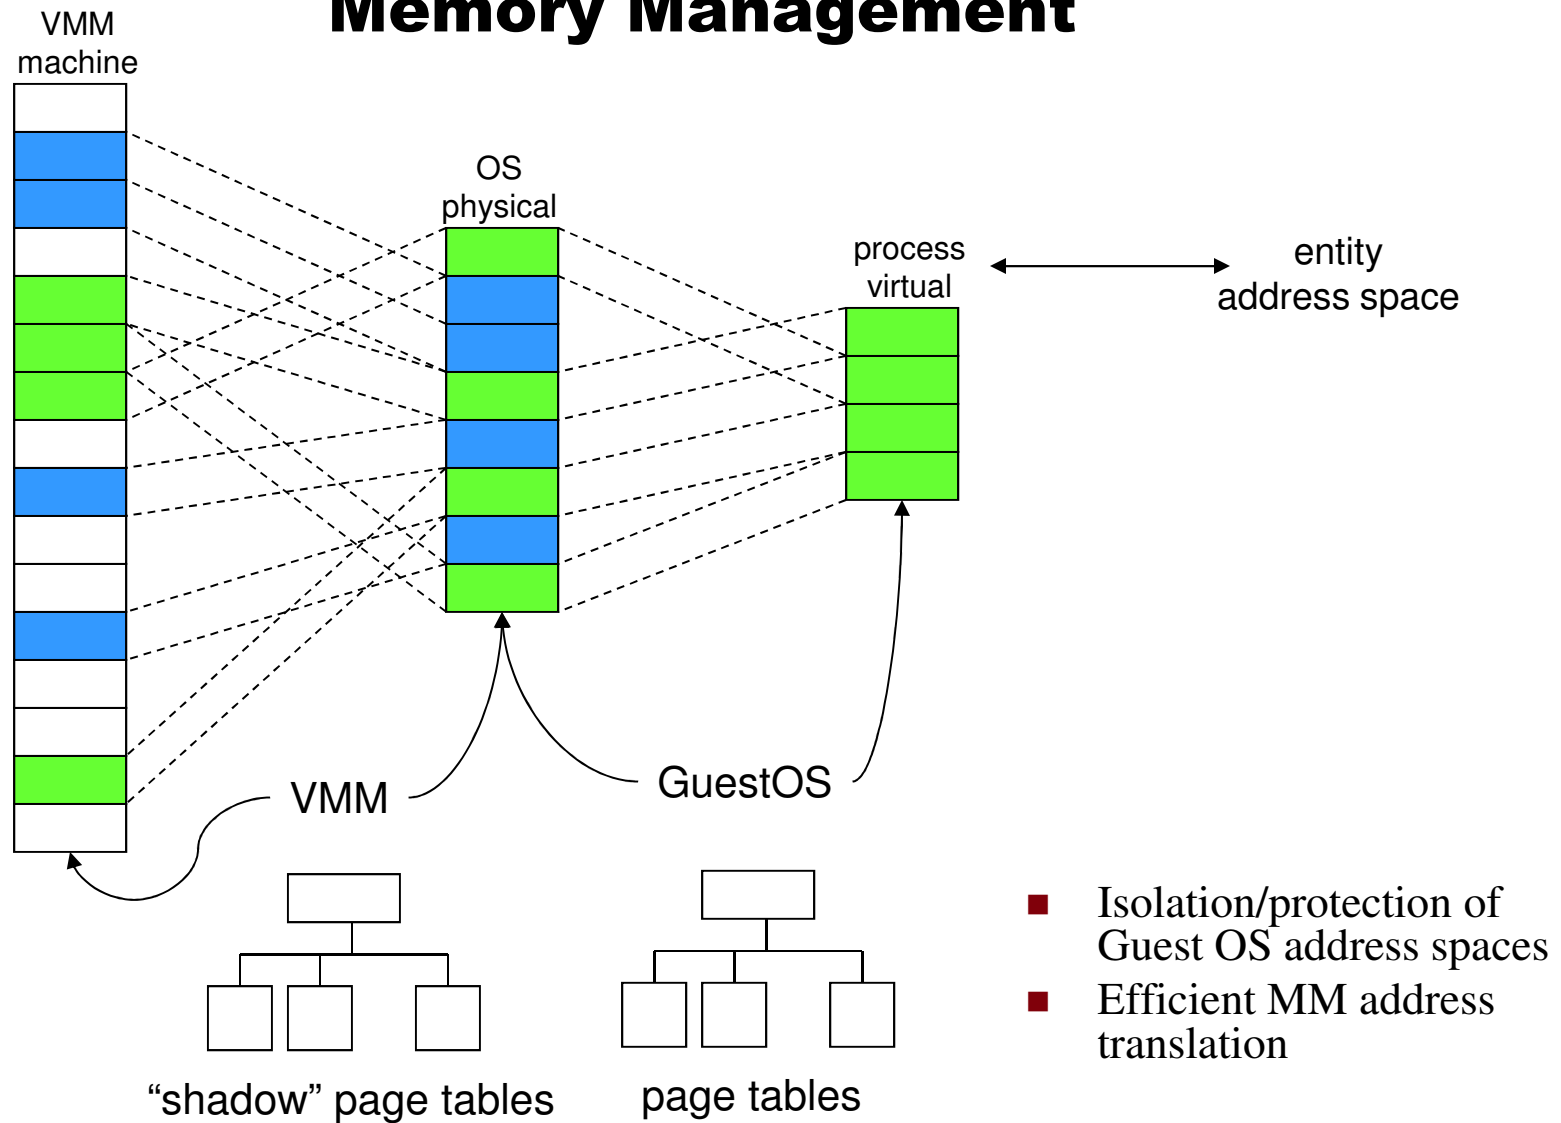 Memory Management
VMM
machine
OS
physical
process
virtual
entity
address space
VMM
GuestOS
“shadow” page tables
page tables
Isolation/protection of
Guest OS address spaces
Efficient MM address
translation